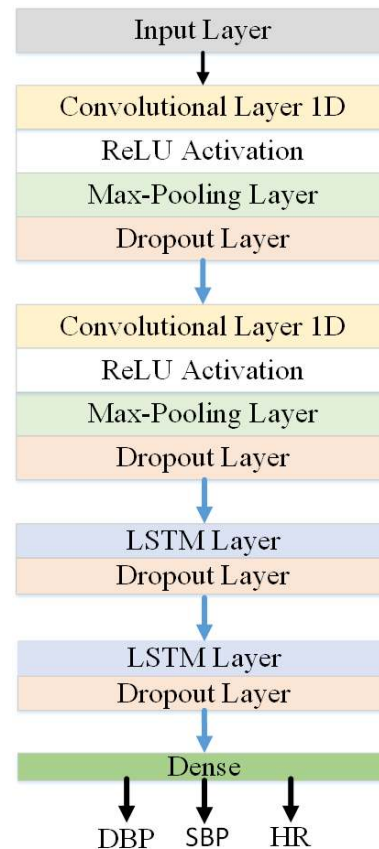 Input Layer
Convolutional Layer 1D
ReLU Activation
Max-Pooling Layer
Dropout Layer
Convolutional Layer 1D
ReLU Activation
Max-Pooling Layer
Dropout Layer
LSTM Layer
Dropout Layer
LSTM Layer
Dropout Layer
Dense
DBP SBP HR